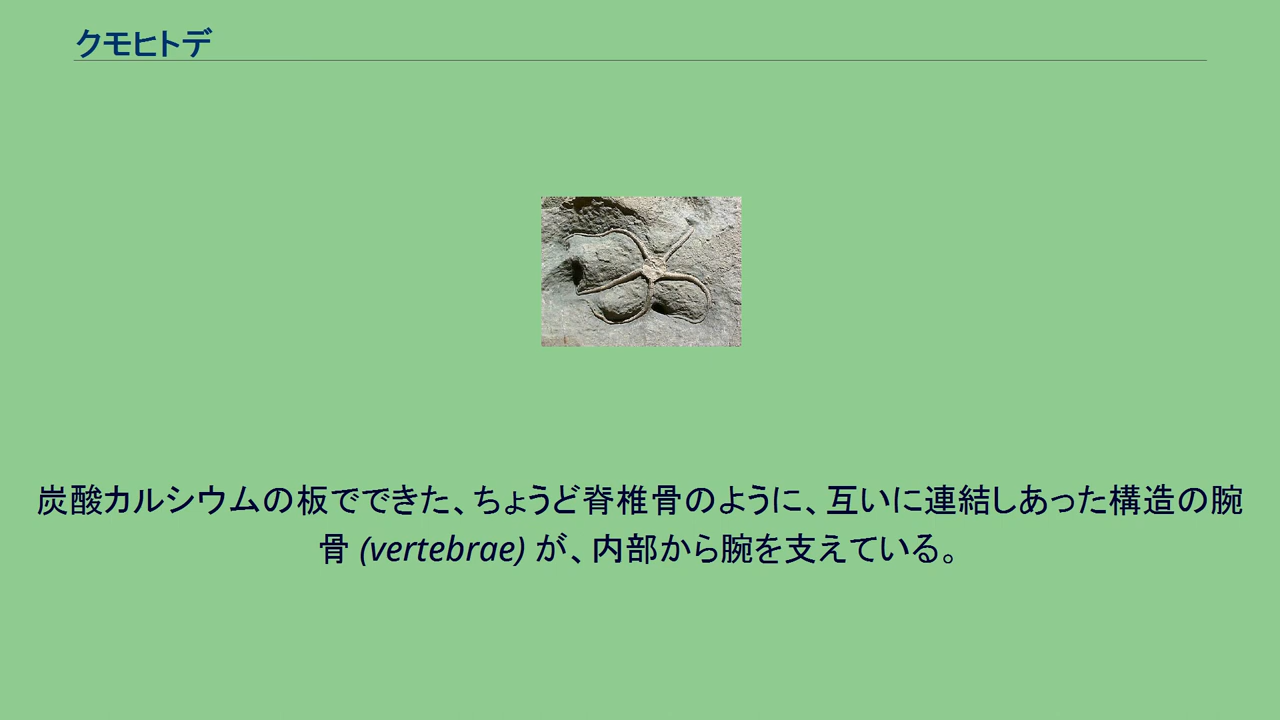 クモヒトデ
炭酸カルシウムの板でできた、ちょうど脊椎骨のように、互いに連結しあった構造の腕
骨 (vertebrae) が、内部から腕を支えている。